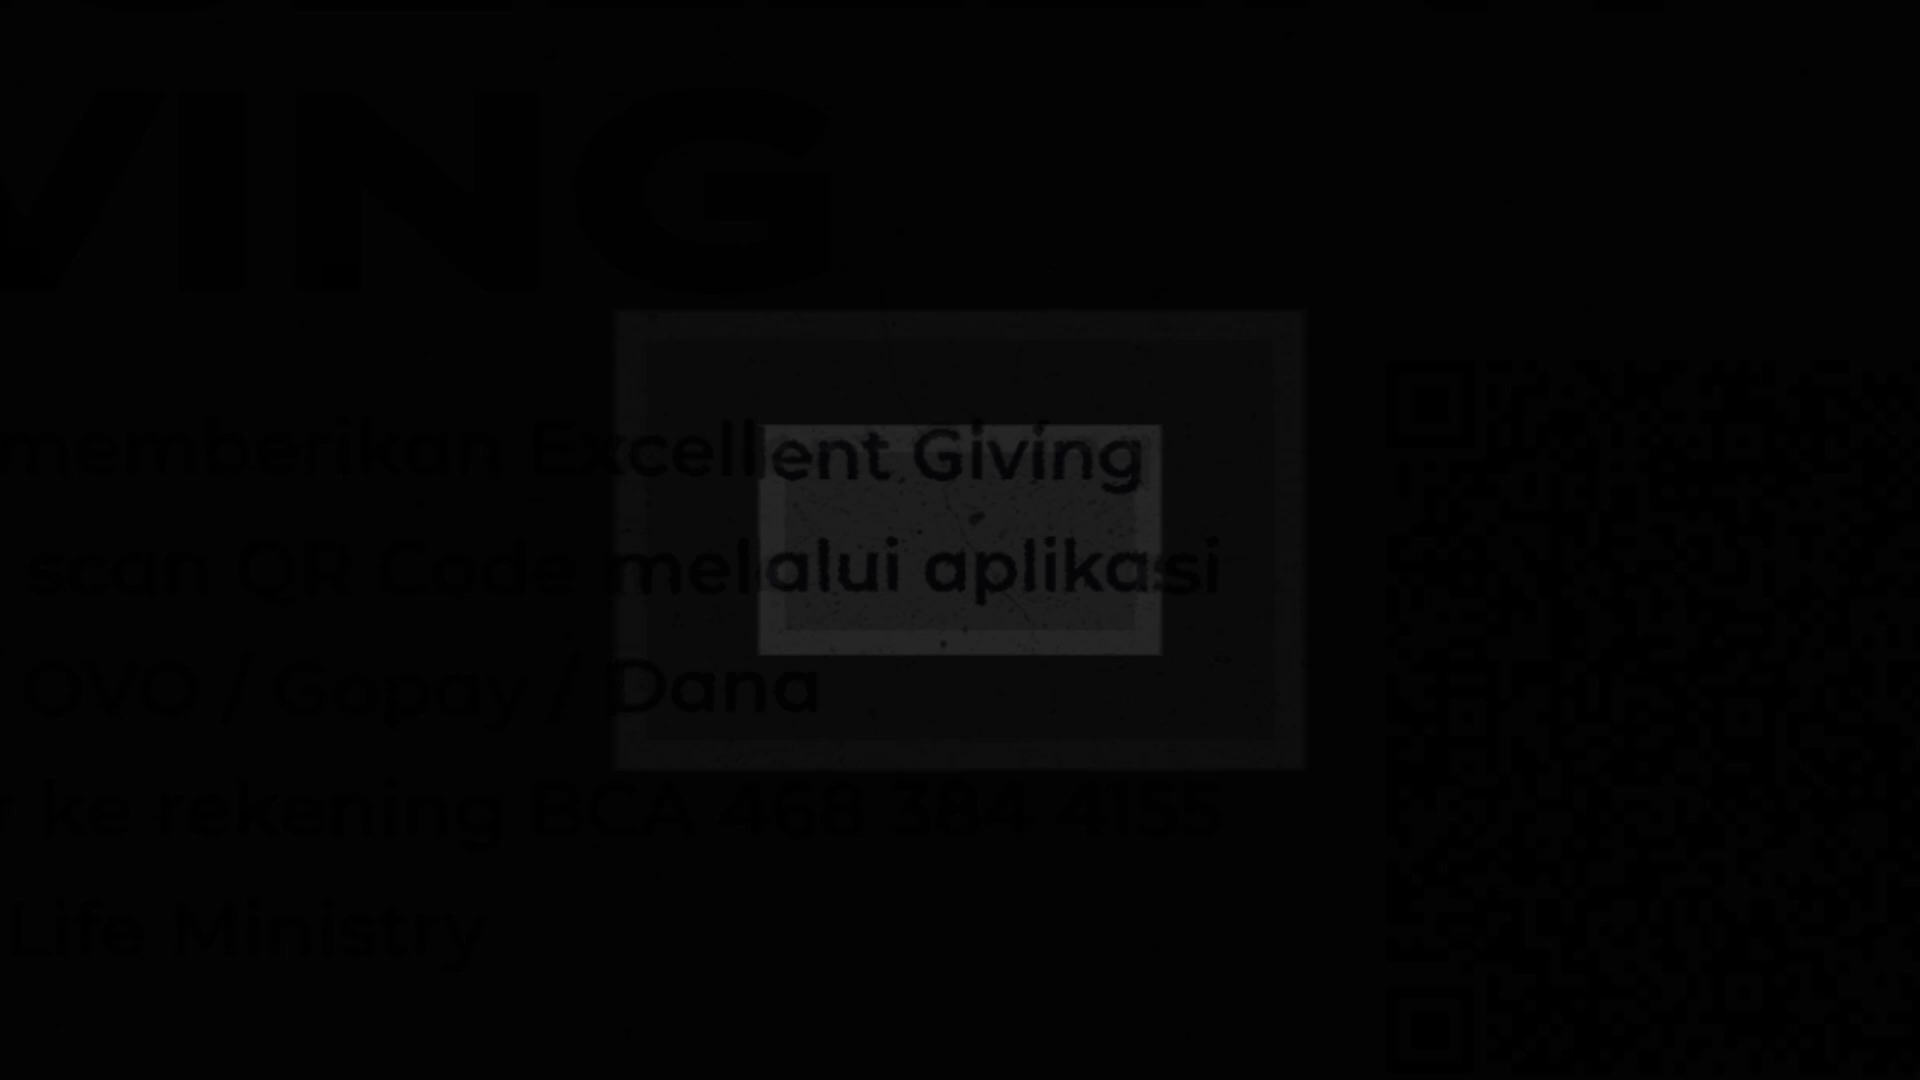 VING
memberikan Excellent Giving
scan QR Code melalui aplikasi
OVO / Gopay / Dana
ke rekening BCA 468 384 4155
Life Ministry